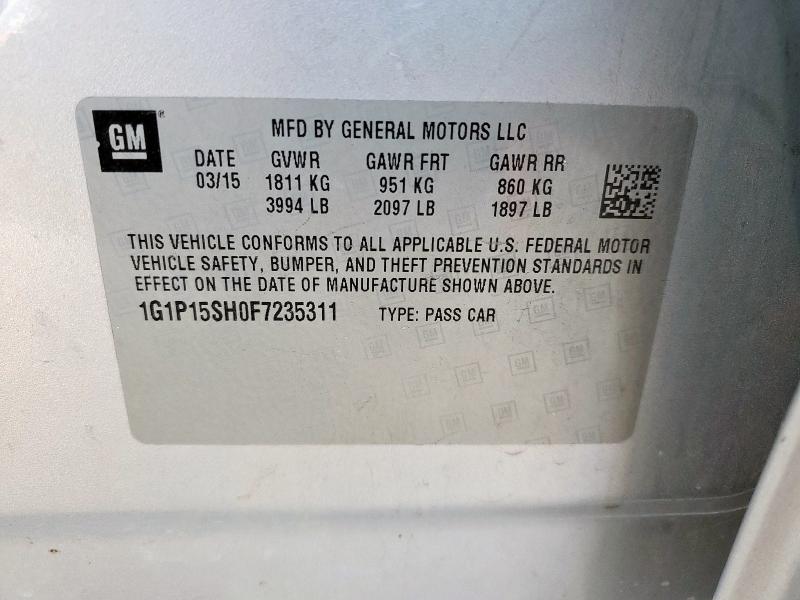 GM
MFD BY GENERAL MOTORS LLC
DATE GVWR GAWR FRT GAWR RR
03/15 1811 KG 951 KG 860 KG
3994 LB 2097 LB 1897 LB
THIS VEHICLE CONFORMS TO ALL APPLICABLE U.S. FEDERAL MOTOR
VEHICLE SAFETY, BUMPER, AND THEFT PREVENTION STANDARDS IN
EFFECT ON THE DATE OF MANUFACTURE SHOWN ABOVE.
1G1P15SH0F7235311 TYPE: PASS CAR